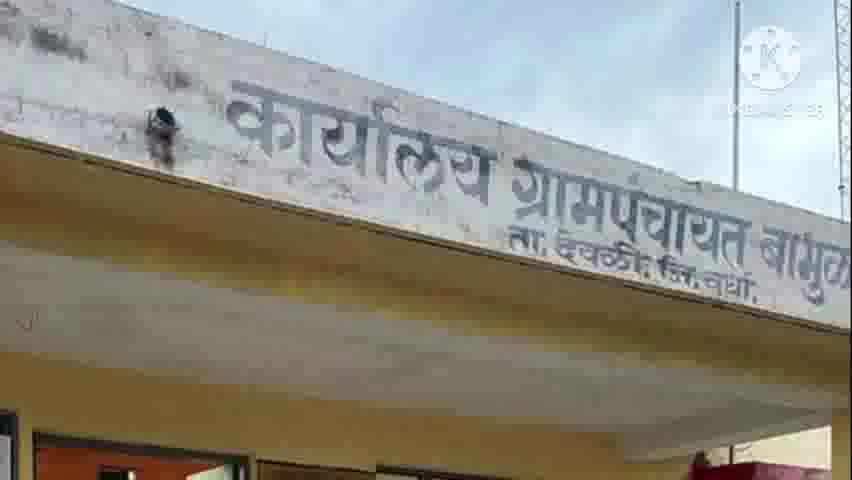 कार्यालय ग्रामपंचायत
ता. देवळी. जि. वर्धा.